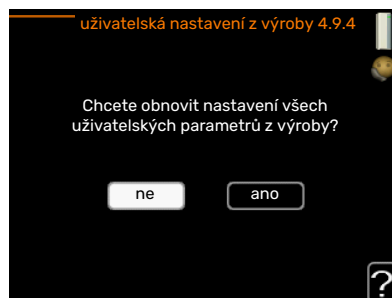 uživatelská nastavení z výroby 4.9.4
Chcete obnovit nastavení všech
uživatelských parametrů z výroby?
ne
ano
?